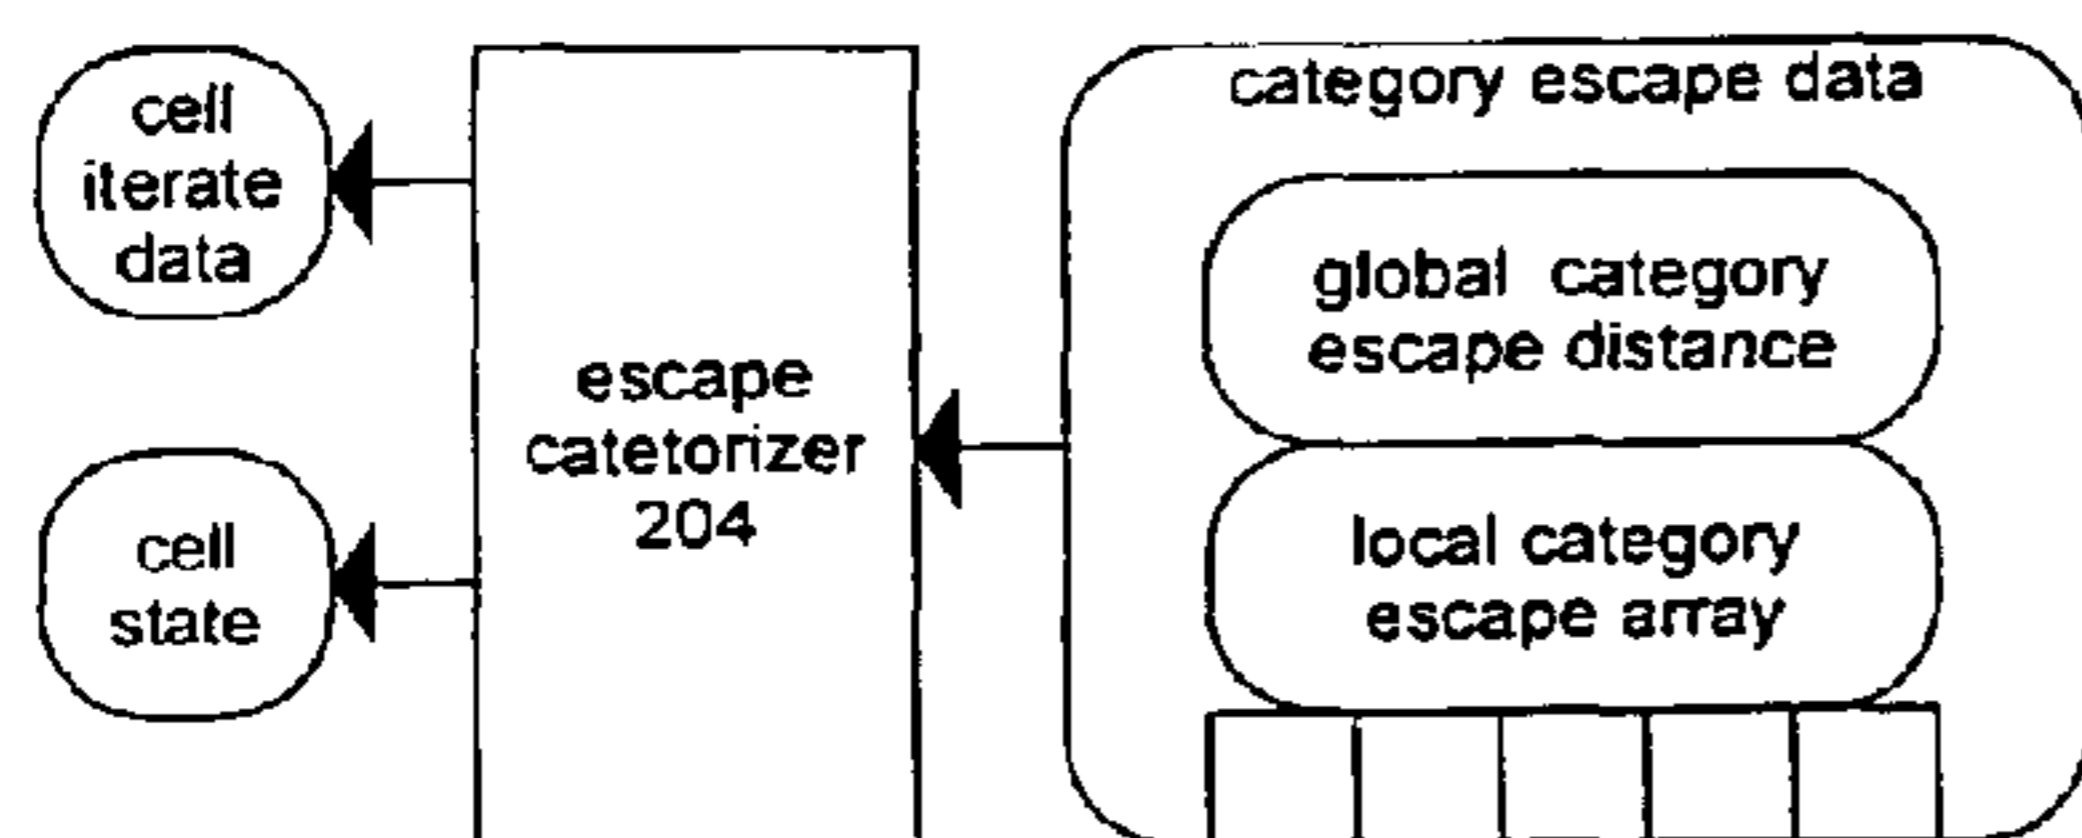 cell
iterate
data
cell
state
escape
catetorizer
204
category escape data
global category
escape distance
local category
escape array